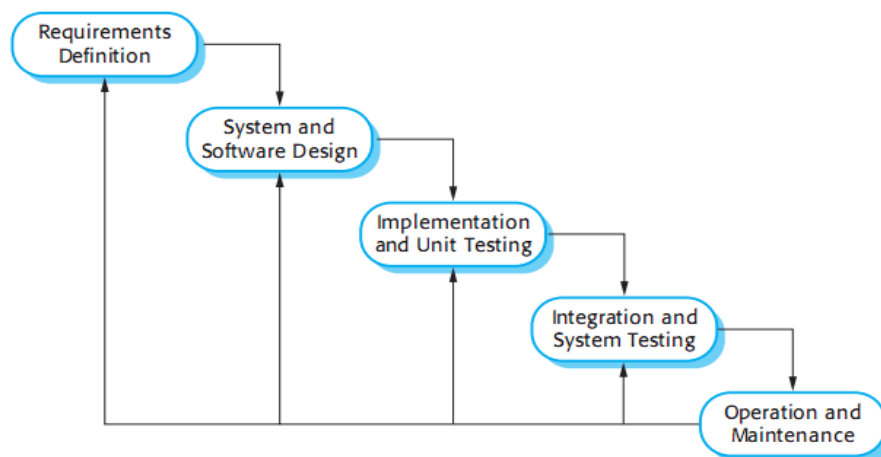 Requirements
Definition
System and
Software Design
Implementation
and Unit Testing
Integration and
System Testing
Operation and
Maintenance